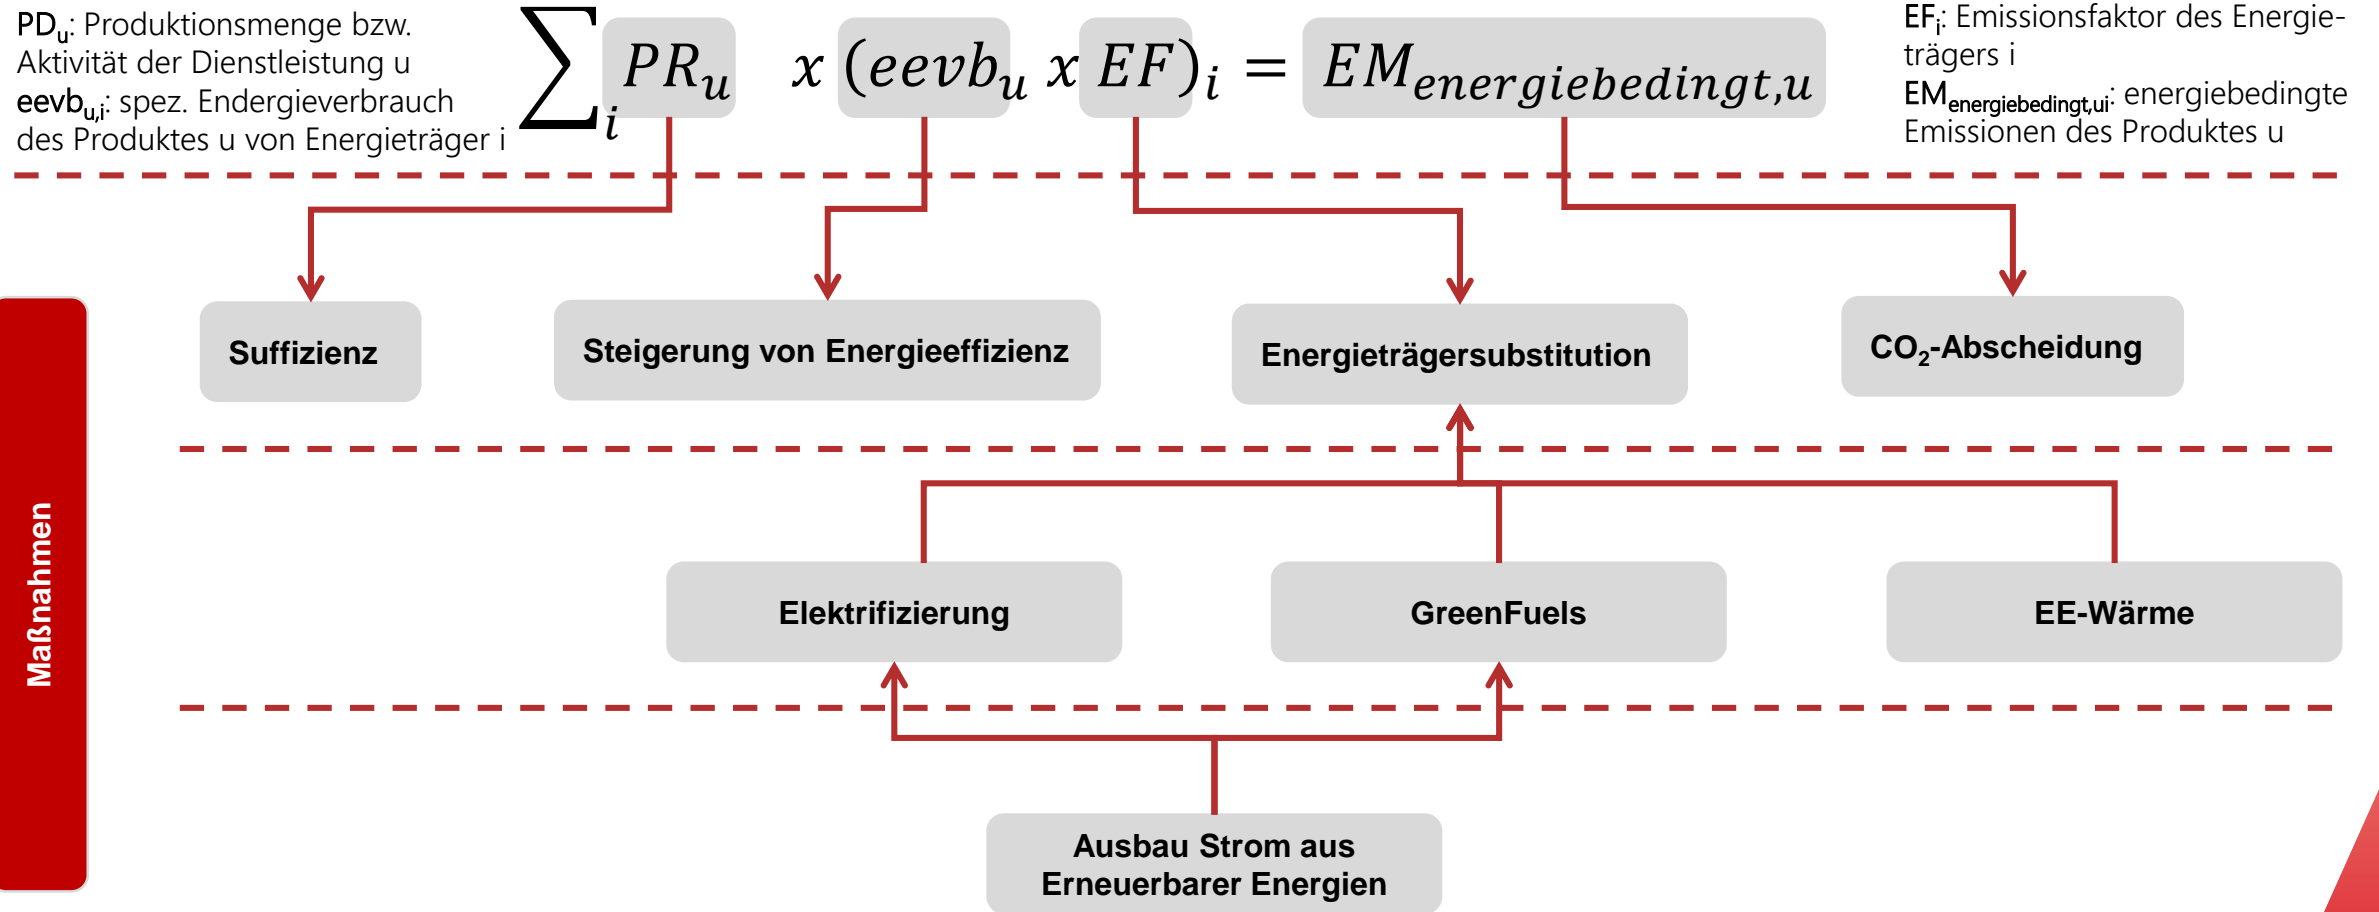 PDᵤ: Produktionsmenge bzw.
Aktivität der Dienstleistung u
eevbᵤ,ᵢ: spez. Endergieverbrauch
des Produktes u von Energieträger i
∑ᵢ PRᵤ x (eevbᵤ x EF)ᵢ = EM_energiebedingt,u
EFᵢ: Emissionsfaktor des Energie-
trägers i
EM_energiebedingt,ui: energiebedingte
Emissionen des Produktes u
Maßnahmen
Suffizienz
Steigerung von Energieeffizienz
Energieträgersubstitution
CO₂-Abscheidung
Elektrifizierung
GreenFuels
EE-Wärme
Ausbau Strom aus
Erneuerbarer Energien